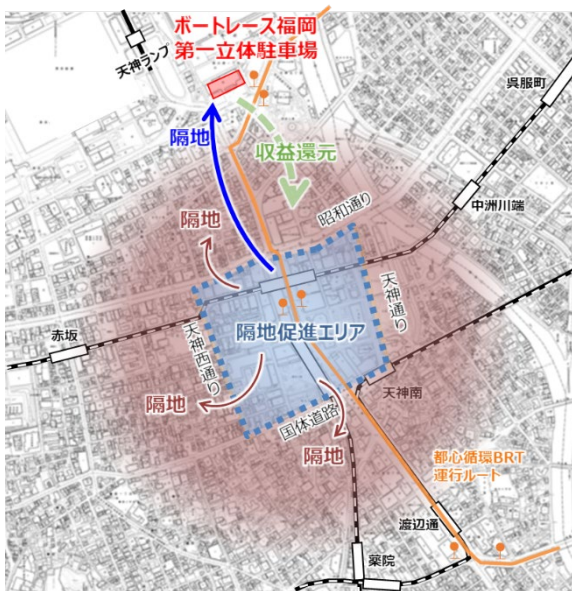 ボートレース福岡
第一立体駐車場
天神ランプ
呉服町
隔地
収益還元
中洲川端
昭和通り
隔地
天神通り
赤坂
隔地促進エリア
天神西通り
隔地
天神南
国体道路
隔地
都心循環BRT
運行ルート
渡辺通
薬院